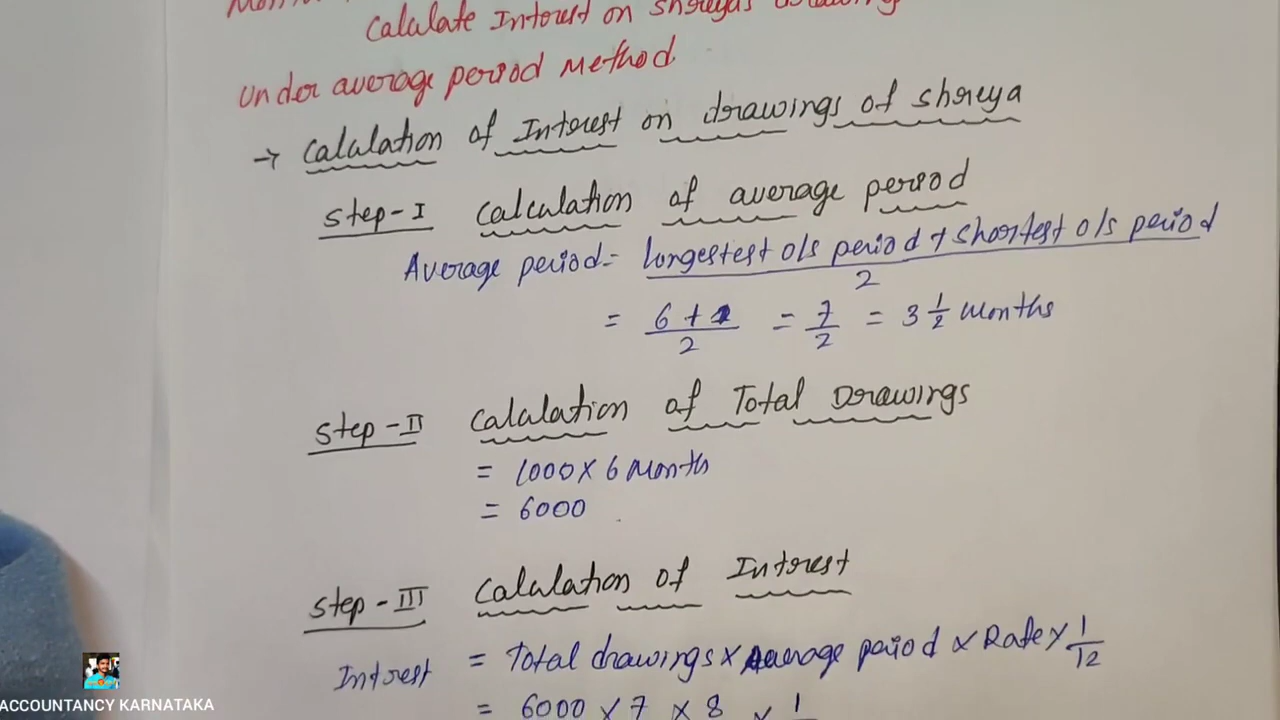 Calculate Interest on Shreyas
under average period Method
→ Calculation of Interest on drawings of Shreya
Step-I Calculation of average period
Average period = Longestest o/s period + Shortest o/s period / 2
= 6 + 1 / 2 = 7/2 = 3 1/2 Months
Step-II Calculation of Total Drawings
= 1000 × 6 Month
= 6000
Step-III Calculation of Interest
Interest = Total drawings × Average period × Rate × 1/12
= 6000 × 7 × 8 × 1
ACCOUNTANCY KARNATAKA